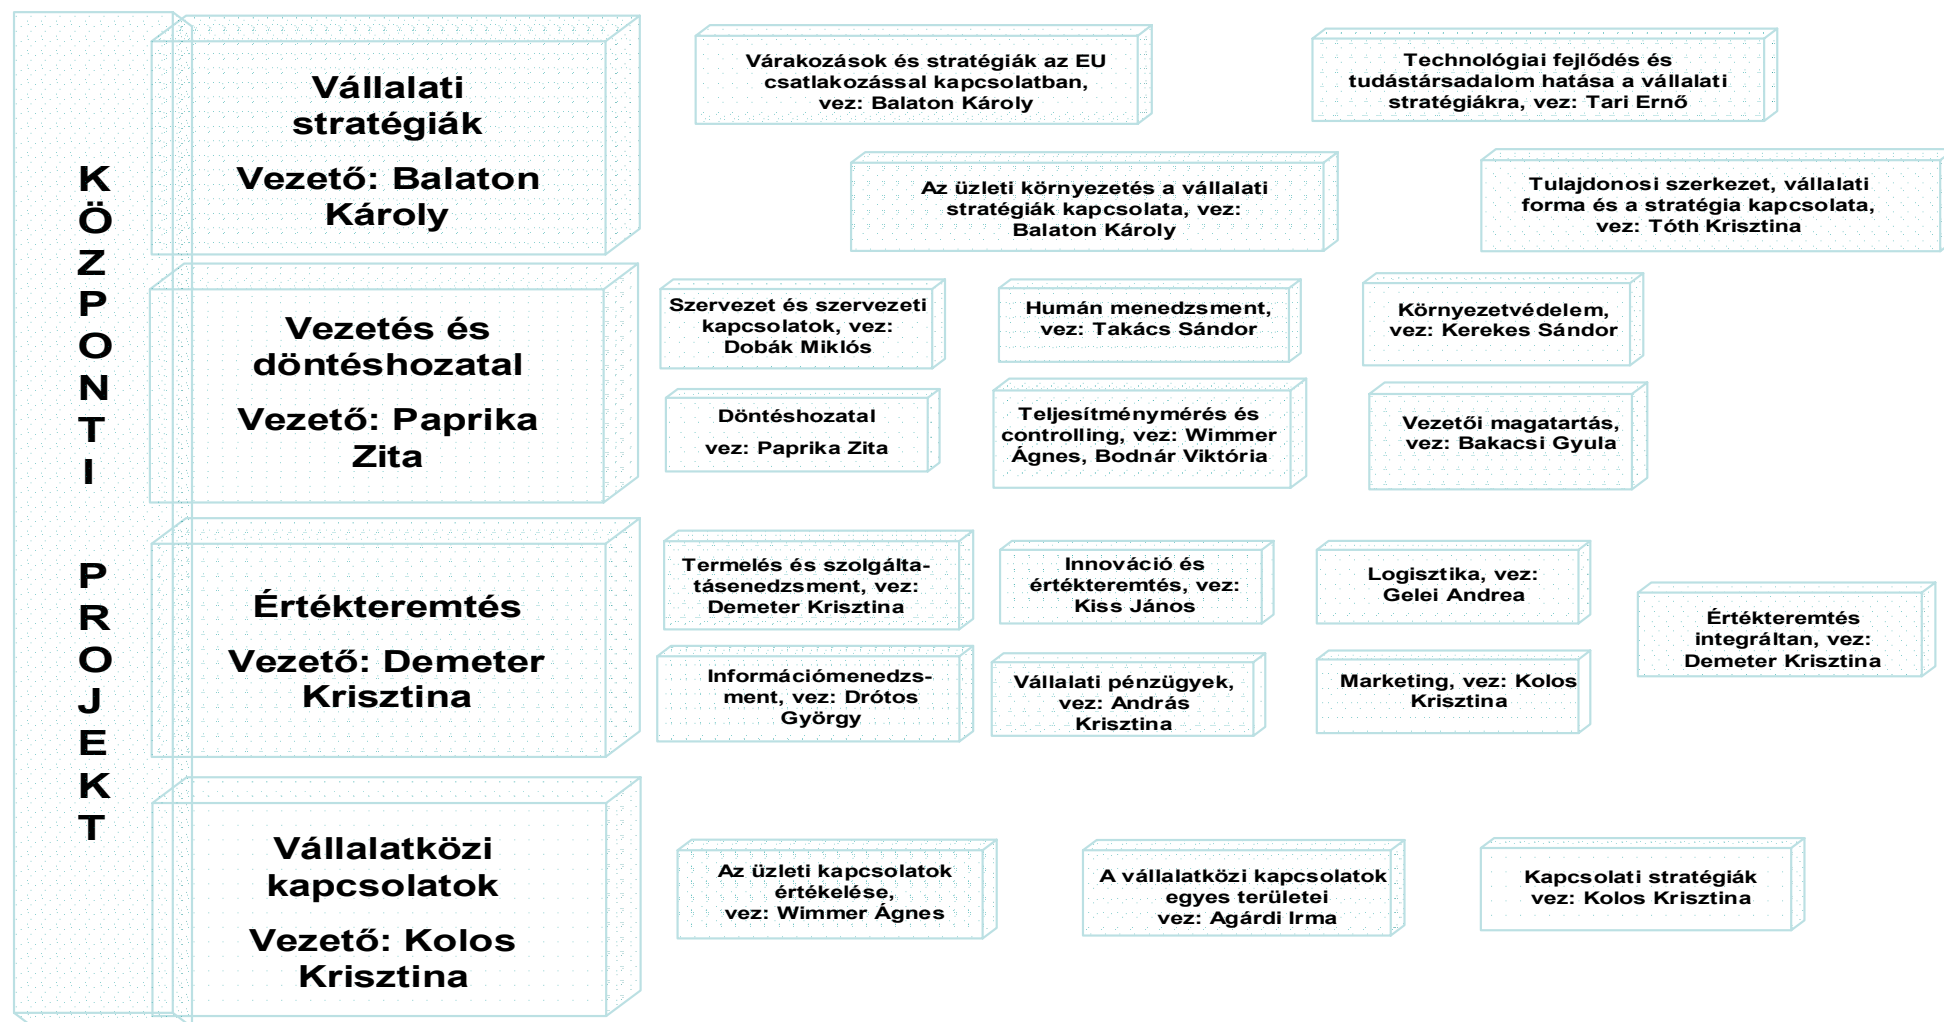 KÖZPONTI
PROJEKT
Vállalati
stratégiák
Vezető: Balaton
Károly
Várakozások és stratégiák az EU
csatlakozással kapcsolatban,
vez: Balaton Károly
Technológiai fejlődés és
tudástársadalom hatása a vállalati
stratégiákra, vez: Tari Ernő
Az üzleti környezetés a vállalati
stratégiák kapcsolata, vez:
Balaton Károly
Tulajdonosi szerkezet, vállalati
forma és a stratégia kapcsolata,
vez: Tóth Krisztina
Vezetés és
döntéshozatal
Vezető: Paprika
Zita
Szervezet és szervezeti
kapcsolatok, vez:
Dobák Miklós
Humán menedzsment,
vez: Takács Sándor
Környezetvédelem,
vez: Kerekes Sándor
Döntéshozatal
vez: Paprika Zita
Teljesítménymérés és
controlling, vez: Wimmer
Ágnes, Bodnár Viktória
Vezetői magatartás,
vez: Bakacsi Gyula
Értékteremtés
Vezető: Demeter
Krisztina
Termelés és szolgálta-
tásenedzsment, vez:
Demeter Krisztina
Innováció és
értékteremtés, vez:
Kiss János
Logisztika, vez:
Gelei Andrea
Értékteremtés
integráltan, vez:
Demeter Krisztina
Információmenedzs-
ment, vez: Drótos
György
Vállalati pénzügyek,
vez: András
Krisztina
Marketing, vez: Kolos
Krisztina
Vállalatközi
kapcsolatok
Vezető: Kolos
Krisztina
Az üzleti kapcsolatok
értékelése,
vez: Wimmer Ágnes
A vállalatközi kapcsolatok
egyes területei
vez: Agárdi Irma
Kapcsolati stratégiák
vez: Kolos Krisztina